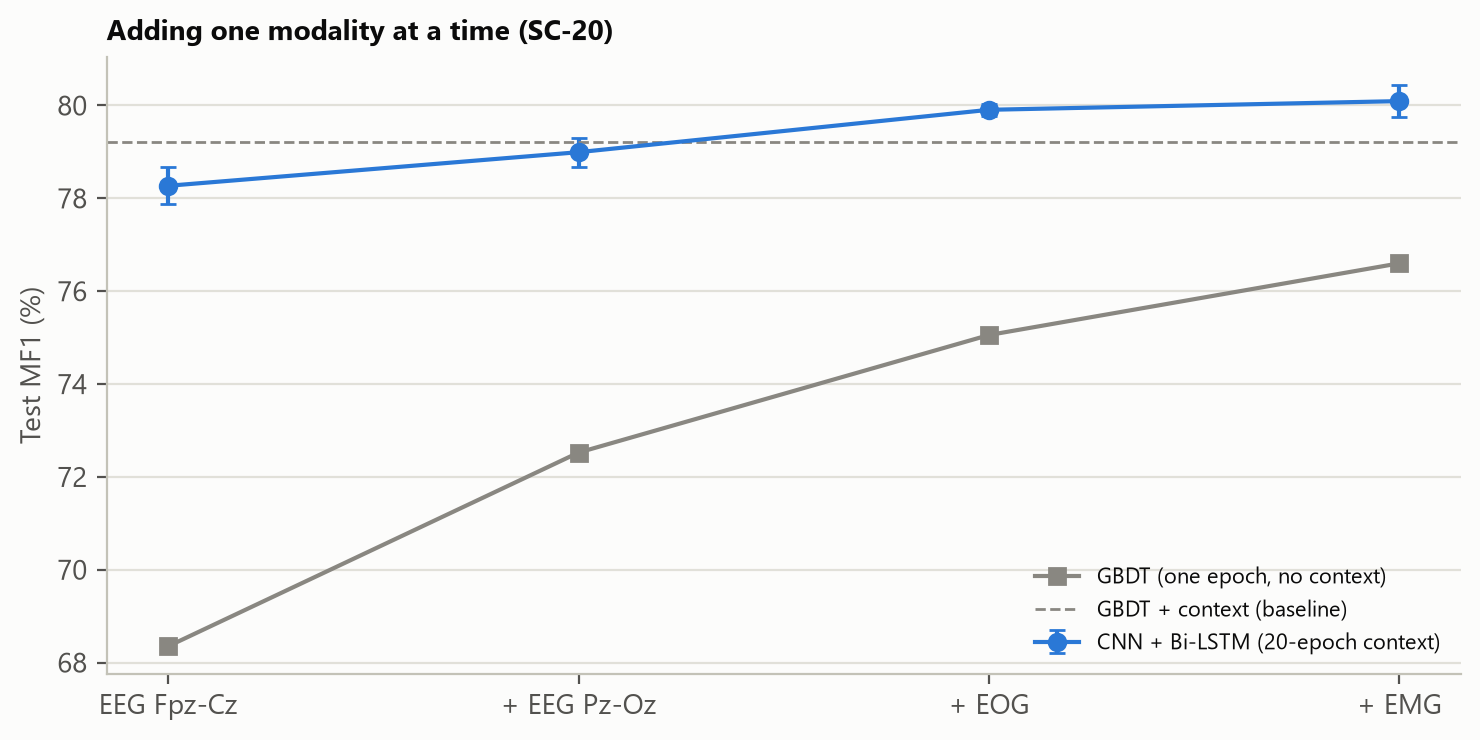 Adding one modality at a time (SC-20)
Test MF1 (%)
80
78
76
74
72
70
68
GBDT (one epoch, no context)
GBDT + context (baseline)
CNN + Bi-LSTM (20-epoch context)
EEG Fpz-Cz
+ EEG Pz-Oz
+ EOG
+ EMG